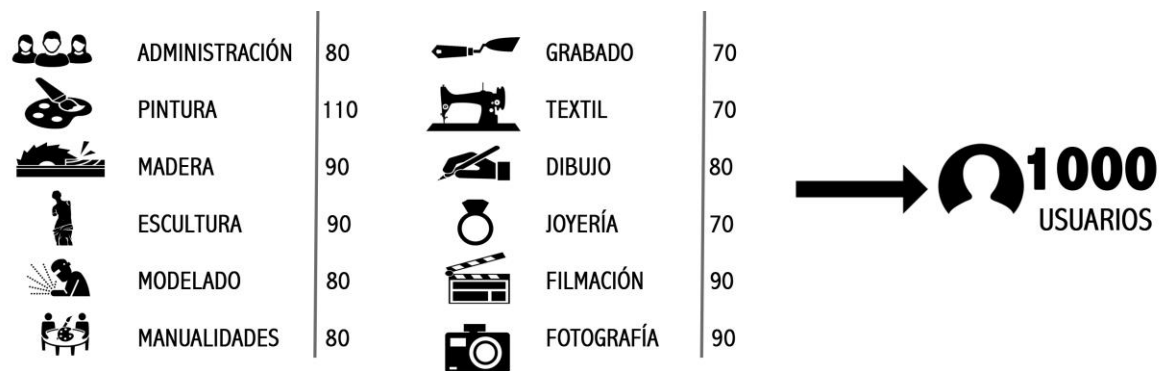 ADMINISTRACIÓN 80
PINTURA 110
MADERA 90
ESCULTURA 90
MODELADO 80
MANUALIDADES 80
GRABADO 70
TEXTIL 70
DIBUJO 80
JOYERÍA 70
FILMACIÓN 90
FOTOGRAFÍA 90
1000
USUARIOS